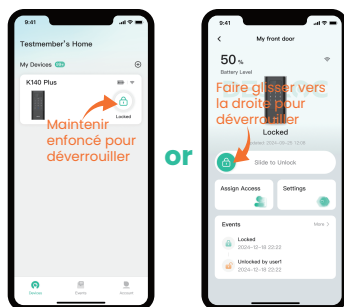 9:41
Testmember's Home
My Devices
K140 Plus
Locked
Maintenir
enfoncé pour
déverrouiller
Devices
Events
Account
or
9:41
My front door
50 %
Battery Level
Faire glisser vers
la droite pour
déverrouiller
Locked
Slide to Unlock
Assign Access
Settings
Events
More >
Locked
2024-12-18 22:22
Unlocked by user1
2024-12-18 22:22